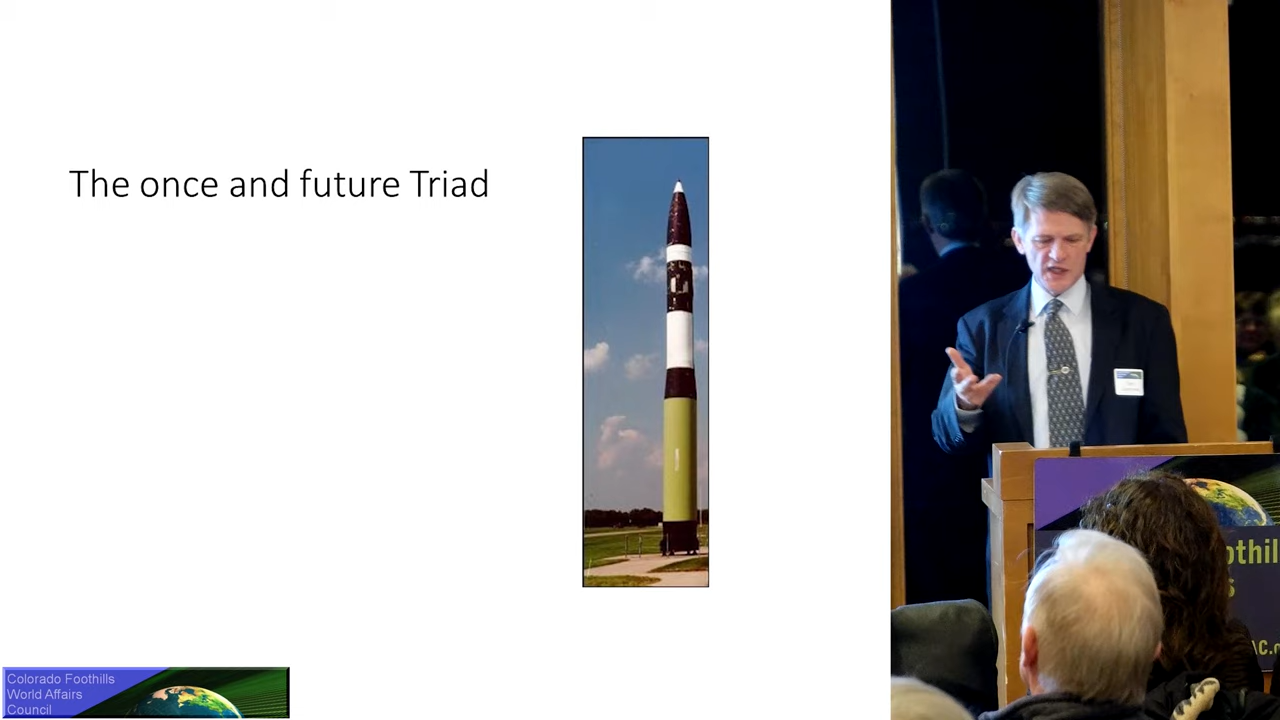 The once and future Triad
Colorado Foothills
World Affairs
Council